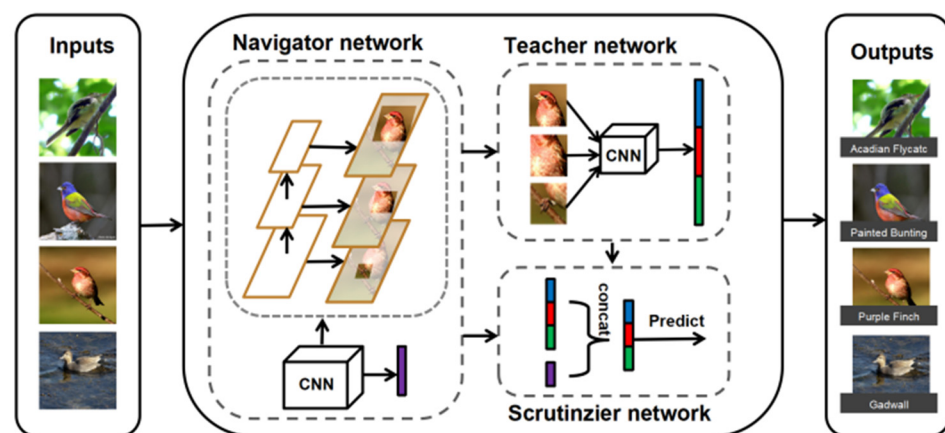 Inputs
Navigator network
CNN
Teacher network
CNN
concat
Predict
Scrutinzier network
Outputs
Acadian Flycatc
Painted Bunting
Purple Finch
Gadwall